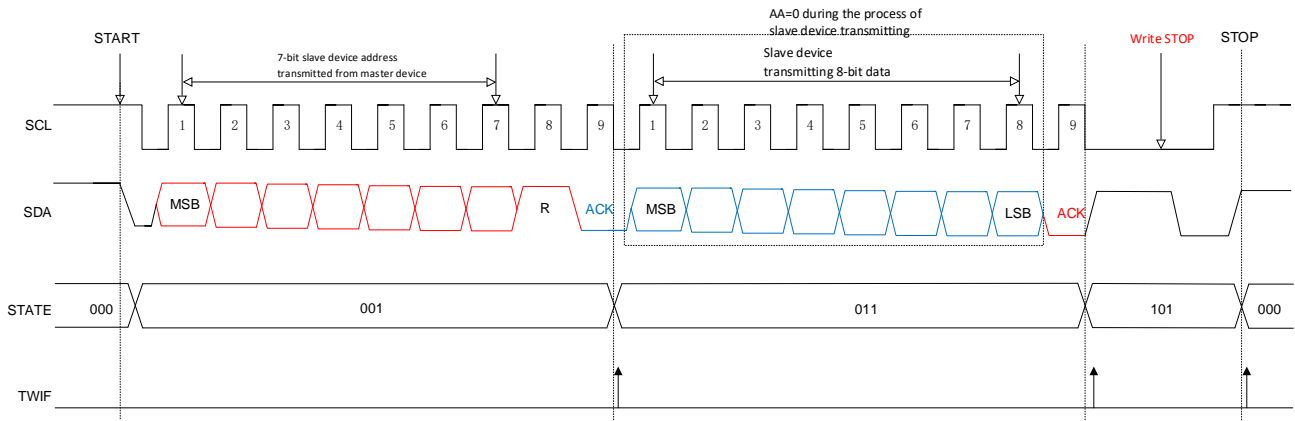 AA=0 during the process of
slave device transmitting
START
7-bit slave device address
transmitted from master device
Slave device
transmitting 8-bit data
Write STOP
STOP
SCL
1 2 3 4 5 6 7 8 9 1 2 3 4 5 6 7 8 9
SDA
MSB R ACK MSB LSB ACK
STATE
000 001 011 101 000
TWIF